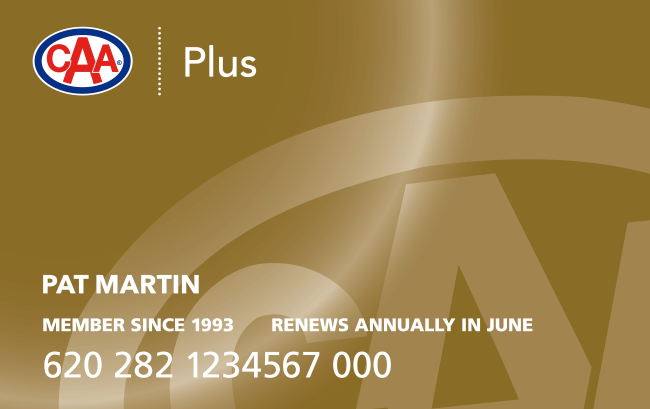 CAA® Plus
PAT MARTIN
MEMBER SINCE 1993 RENEWS ANNUALLY IN JUNE
620 282 1234567 000